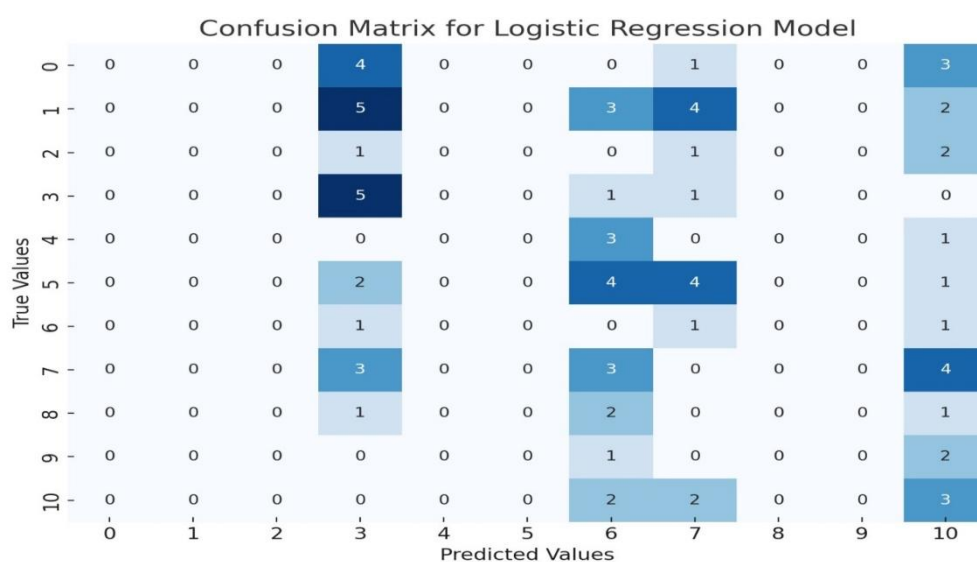 Confusion Matrix for Logistic Regression Model
True Values
0 0 0 0 4 0 0 0 1 0 0 3
1 0 0 0 5 0 0 3 4 0 0 2
2 0 0 0 1 0 0 0 1 0 0 2
3 0 0 0 5 0 0 1 1 0 0 0
4 0 0 0 0 0 0 3 0 0 0 1
5 0 0 0 2 0 0 4 4 0 0 1
6 0 0 0 1 0 0 0 1 0 0 1
7 0 0 0 3 0 0 3 0 0 0 4
8 0 0 0 1 0 0 2 0 0 0 1
9 0 0 0 0 0 0 1 0 0 0 2
10 0 0 0 0 0 0 2 2 0 0 3
0 1 2 3 4 5 6 7 8 9 10
Predicted Values